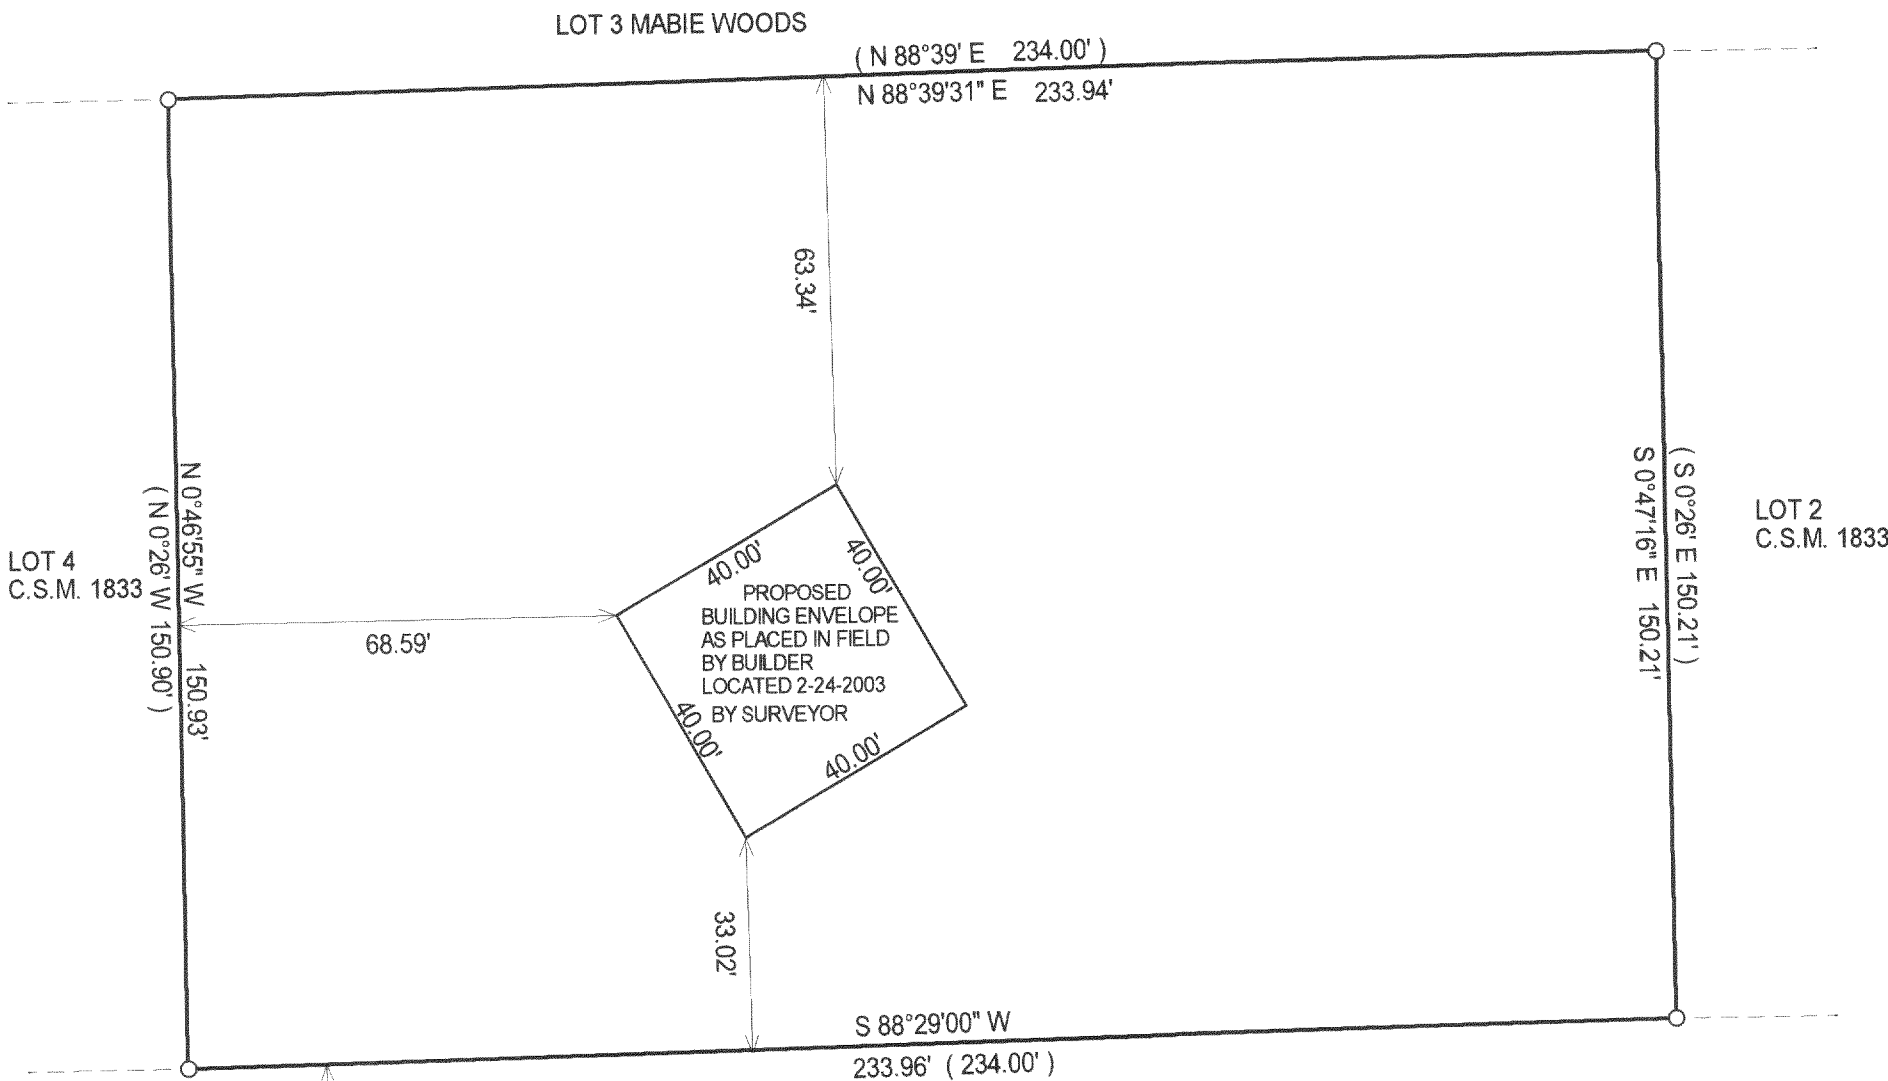 LOT 3 MABIE WOODS
( N 88°39' E 234.00' )
N 88°39'31" E 233.94'
63.34'
N 0°46'55" W 150.93'
( N 0°26' W 150.90' )
LOT 4
C.S.M. 1833
68.59'
40.00'
40.00'
PROPOSED
BUILDING ENVELOPE
AS PLACED IN FIELD
BY BUILDER
LOCATED 2-24-2003
BY SURVEYOR
40.00'
40.00'
( S 0°26' E 150.21' )
S 0°47'16" E 150.21'
LOT 2
C.S.M. 1833
33.02'
S 88°29'00" W
233.96' ( 234.00' )